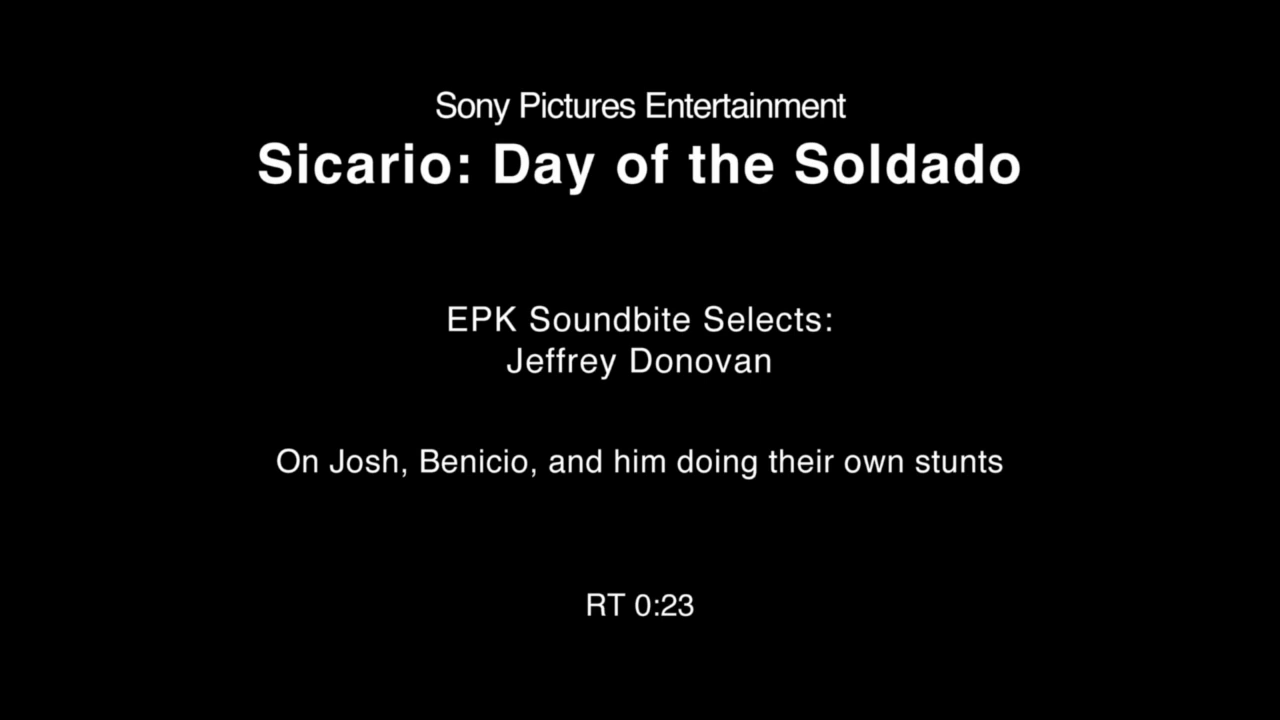 Sony Pictures Entertainment
Sicario: Day of the Soldado
EPK Soundbite Selects:
Jeffrey Donovan
On Josh, Benicio, and him doing their own stunts
RT 0:23